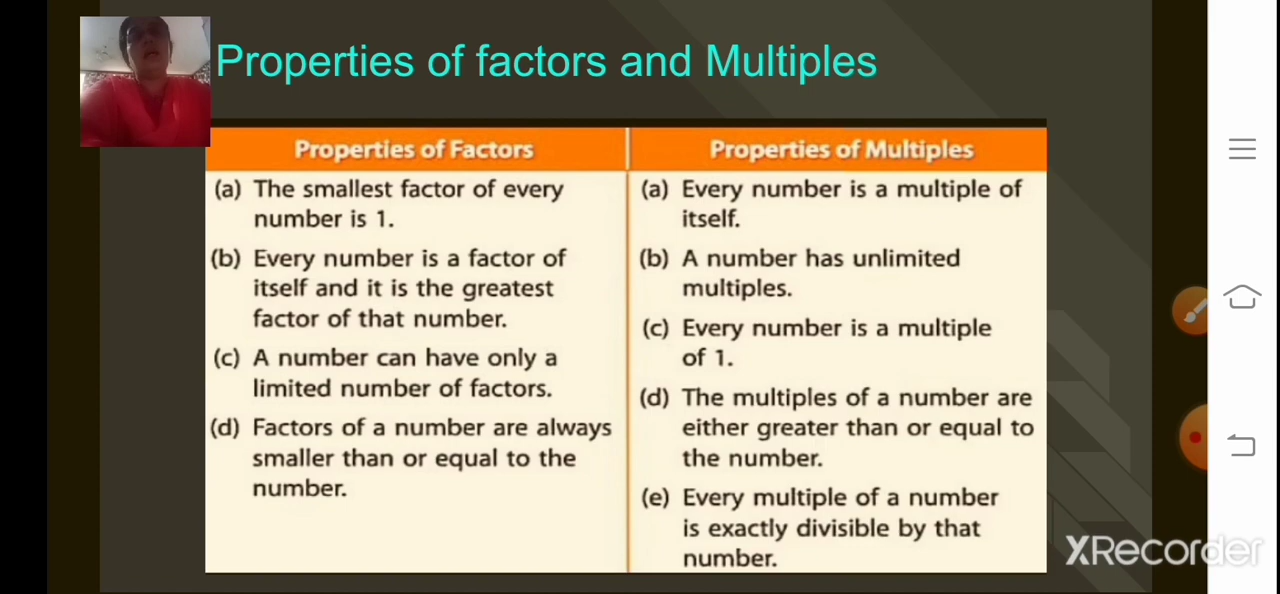 Properties of factors and Multiples
Properties of Factors
(a) The smallest factor of every
number is 1.
(b) Every number is a factor of
itself and it is the greatest
factor of that number.
(c) A number can have only a
limited number of factors.
(d) Factors of a number are always
smaller than or equal to the
number.
Properties of Multiples
(a) Every number is a multiple of
itself.
(b) A number has unlimited
multiples.
(c) Every number is a multiple
of 1.
(d) The multiples of a number are
either greater than or equal to
the number.
(e) Every multiple of a number
is exactly divisible by that
number.
XRecorder